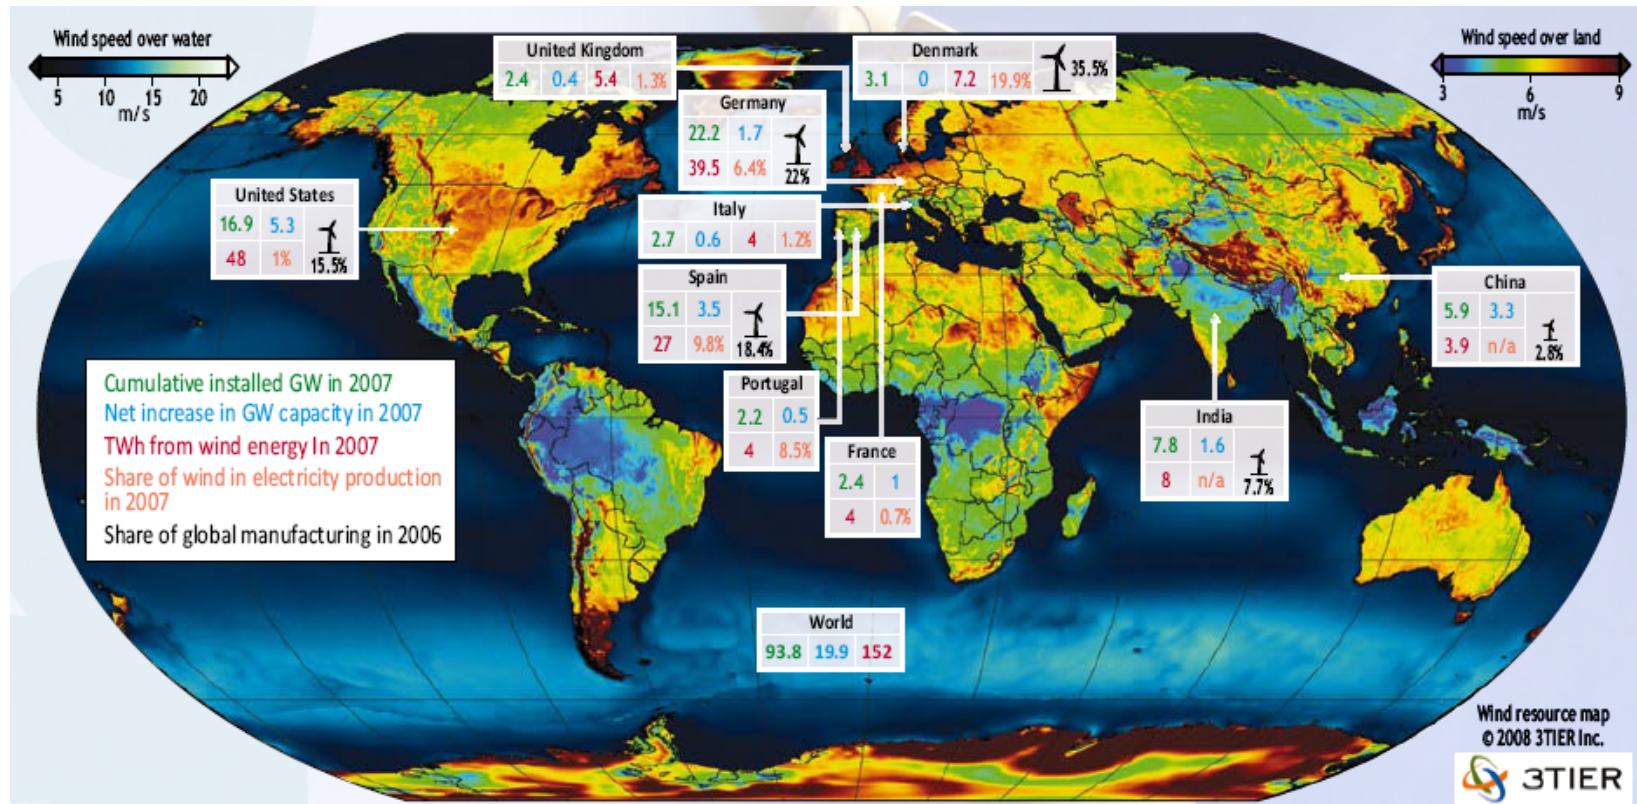 Wind speed over water
5 10 15 20
m/s
Wind speed over land
3 6 9
m/s
United Kingdom
2.4 0.4 5.4 1.3%
Denmark
3.1 0 7.2 19.9% 35.5%
Germany
22.2 1.7
39.5 6.4% 22%
United States
16.9 5.3
48 1% 15.5%
Italy
2.7 0.6 4 1.2%
Spain
15.1 3.5
27 9.8% 18.4%
China
5.9 3.3
3.9 n/a 2.8%
Portugal
2.2 0.5
4 8.5%
France
2.4 1
4 0.7%
India
7.8 1.6
8 n/a 7.7%
Cumulative installed GW in 2007
Net increase in GW capacity in 2007
TWh from wind energy In 2007
Share of wind in electricity production
in 2007
Share of global manufacturing in 2006
World
93.8 19.9 152
Wind resource map
© 2008 3TIER Inc.
3TIER